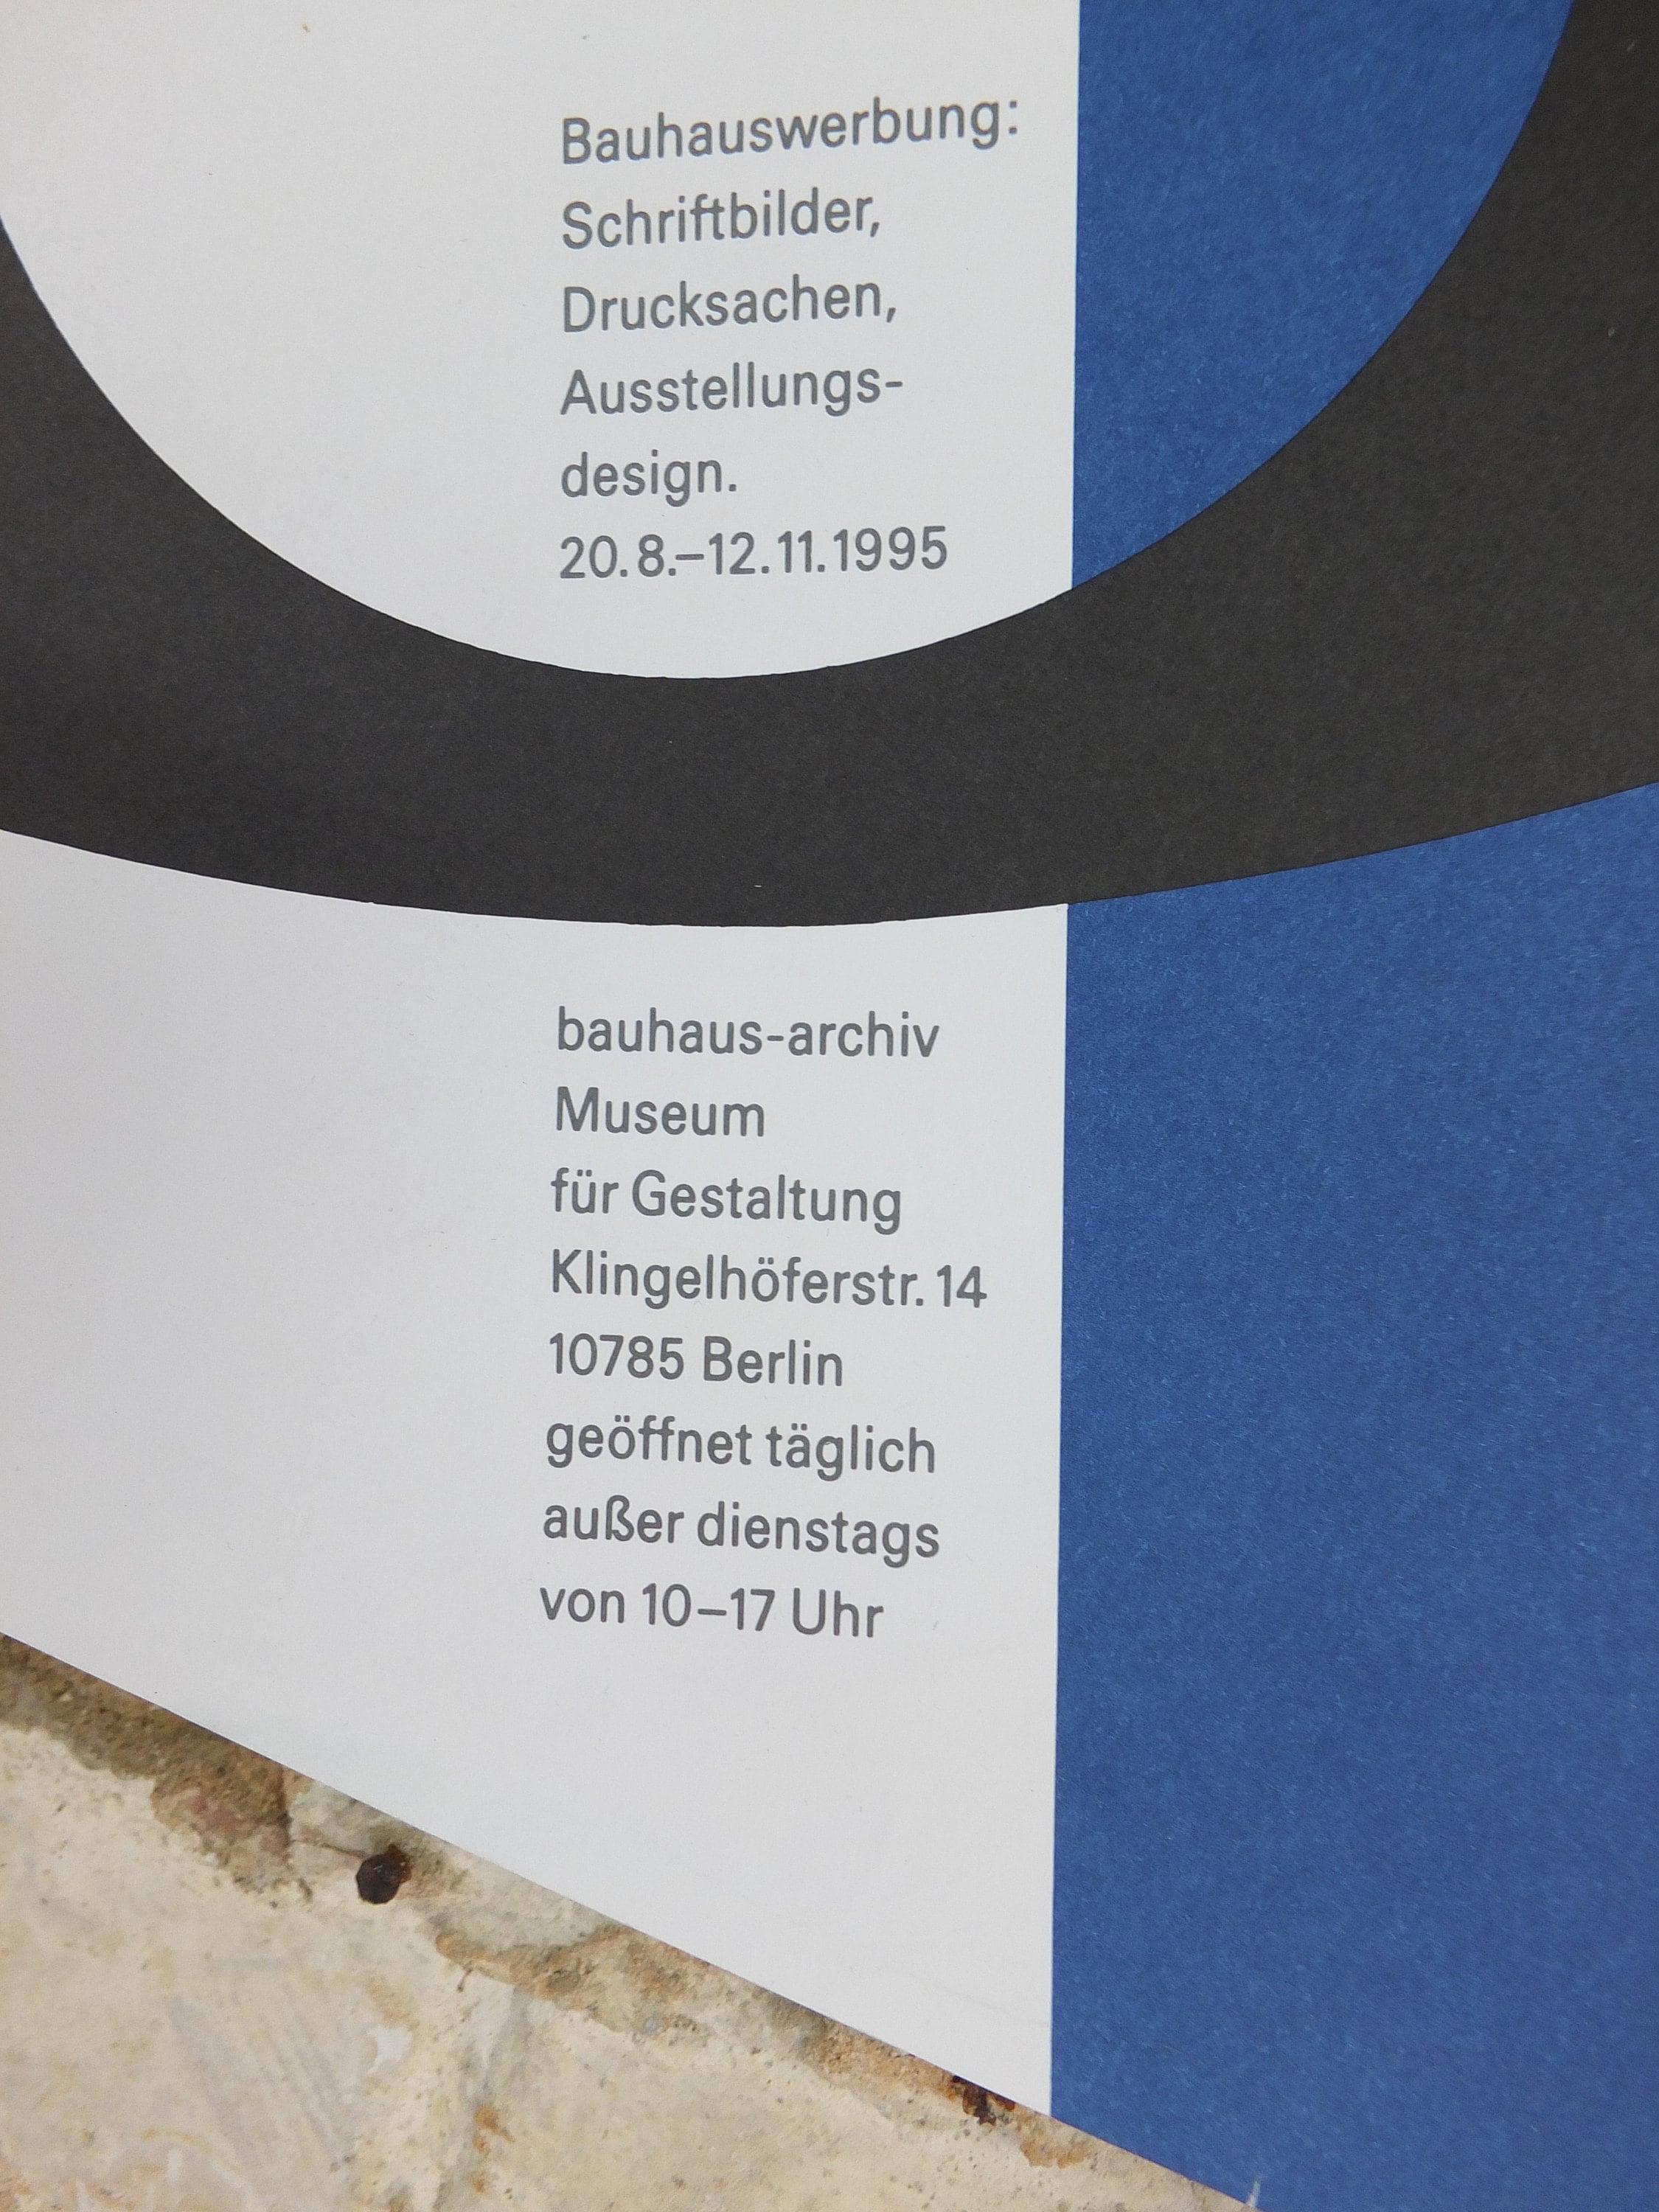 Bauhauswerbung:
Schriftbilder,
Drucksachen,
Ausstellungs-
design.
20.8.–12.11.1995
bauhaus-archiv
Museum
für Gestaltung
Klingelhöferstr. 14
10785 Berlin
geöffnet täglich
außer dienstags
von 10–17 Uhr